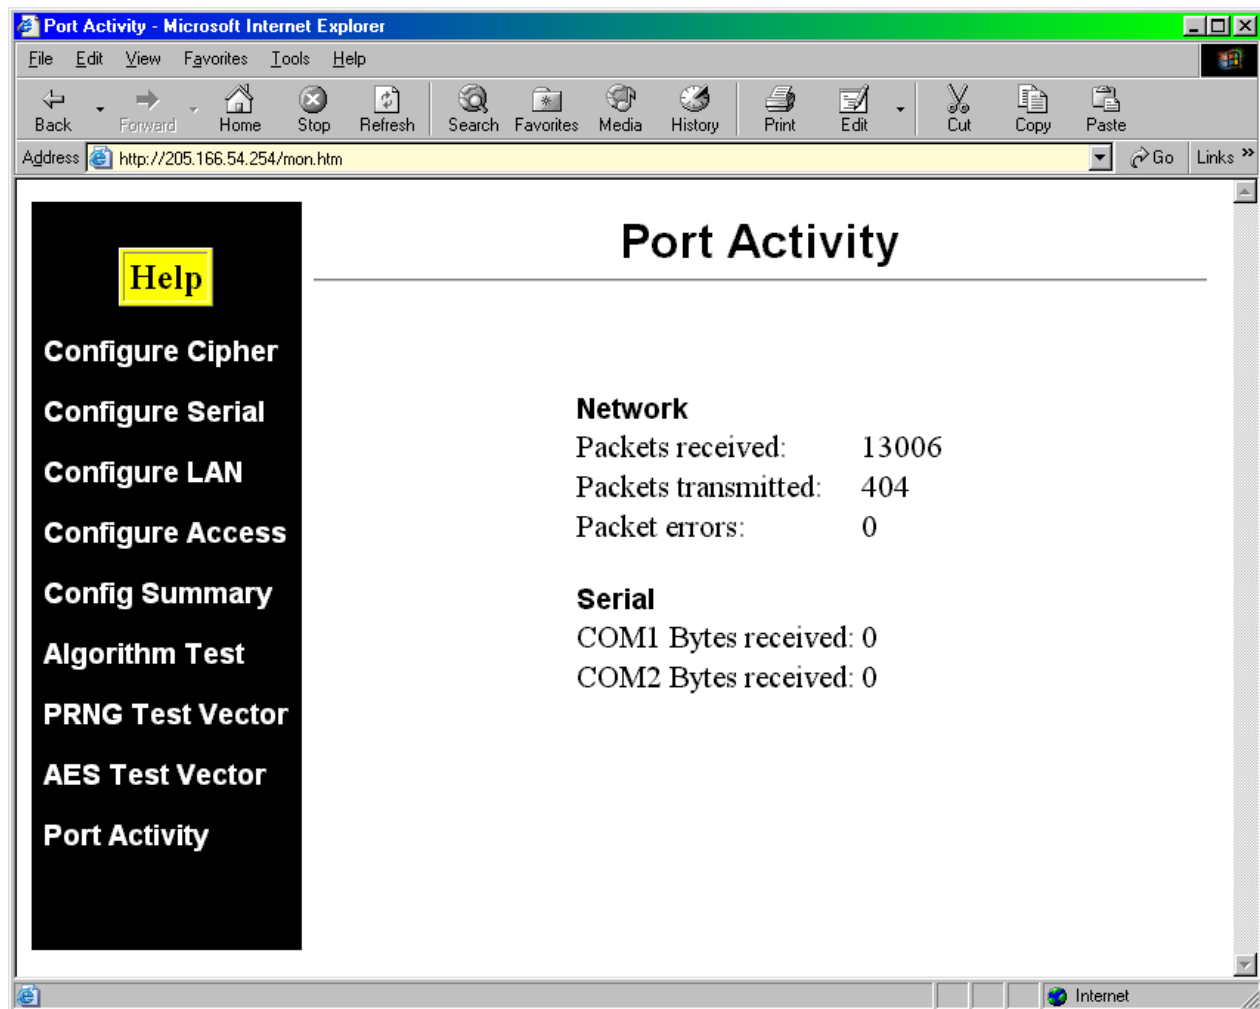 Port Activity - Microsoft Internet Explorer
File Edit View Favorites Tools Help
Back Forward Home Stop Refresh Search Favorites Media History Print Edit Cut Copy Paste
Address http://205.166.54.254/mon.htm Go Links »
Help
Configure Cipher
Configure Serial
Configure LAN
Configure Access
Config Summary
Algorithm Test
PRNG Test Vector
AES Test Vector
Port Activity
Port Activity
Network
Packets received: 13006
Packets transmitted: 404
Packet errors: 0
Serial
COM1 Bytes received: 0
COM2 Bytes received: 0
Internet